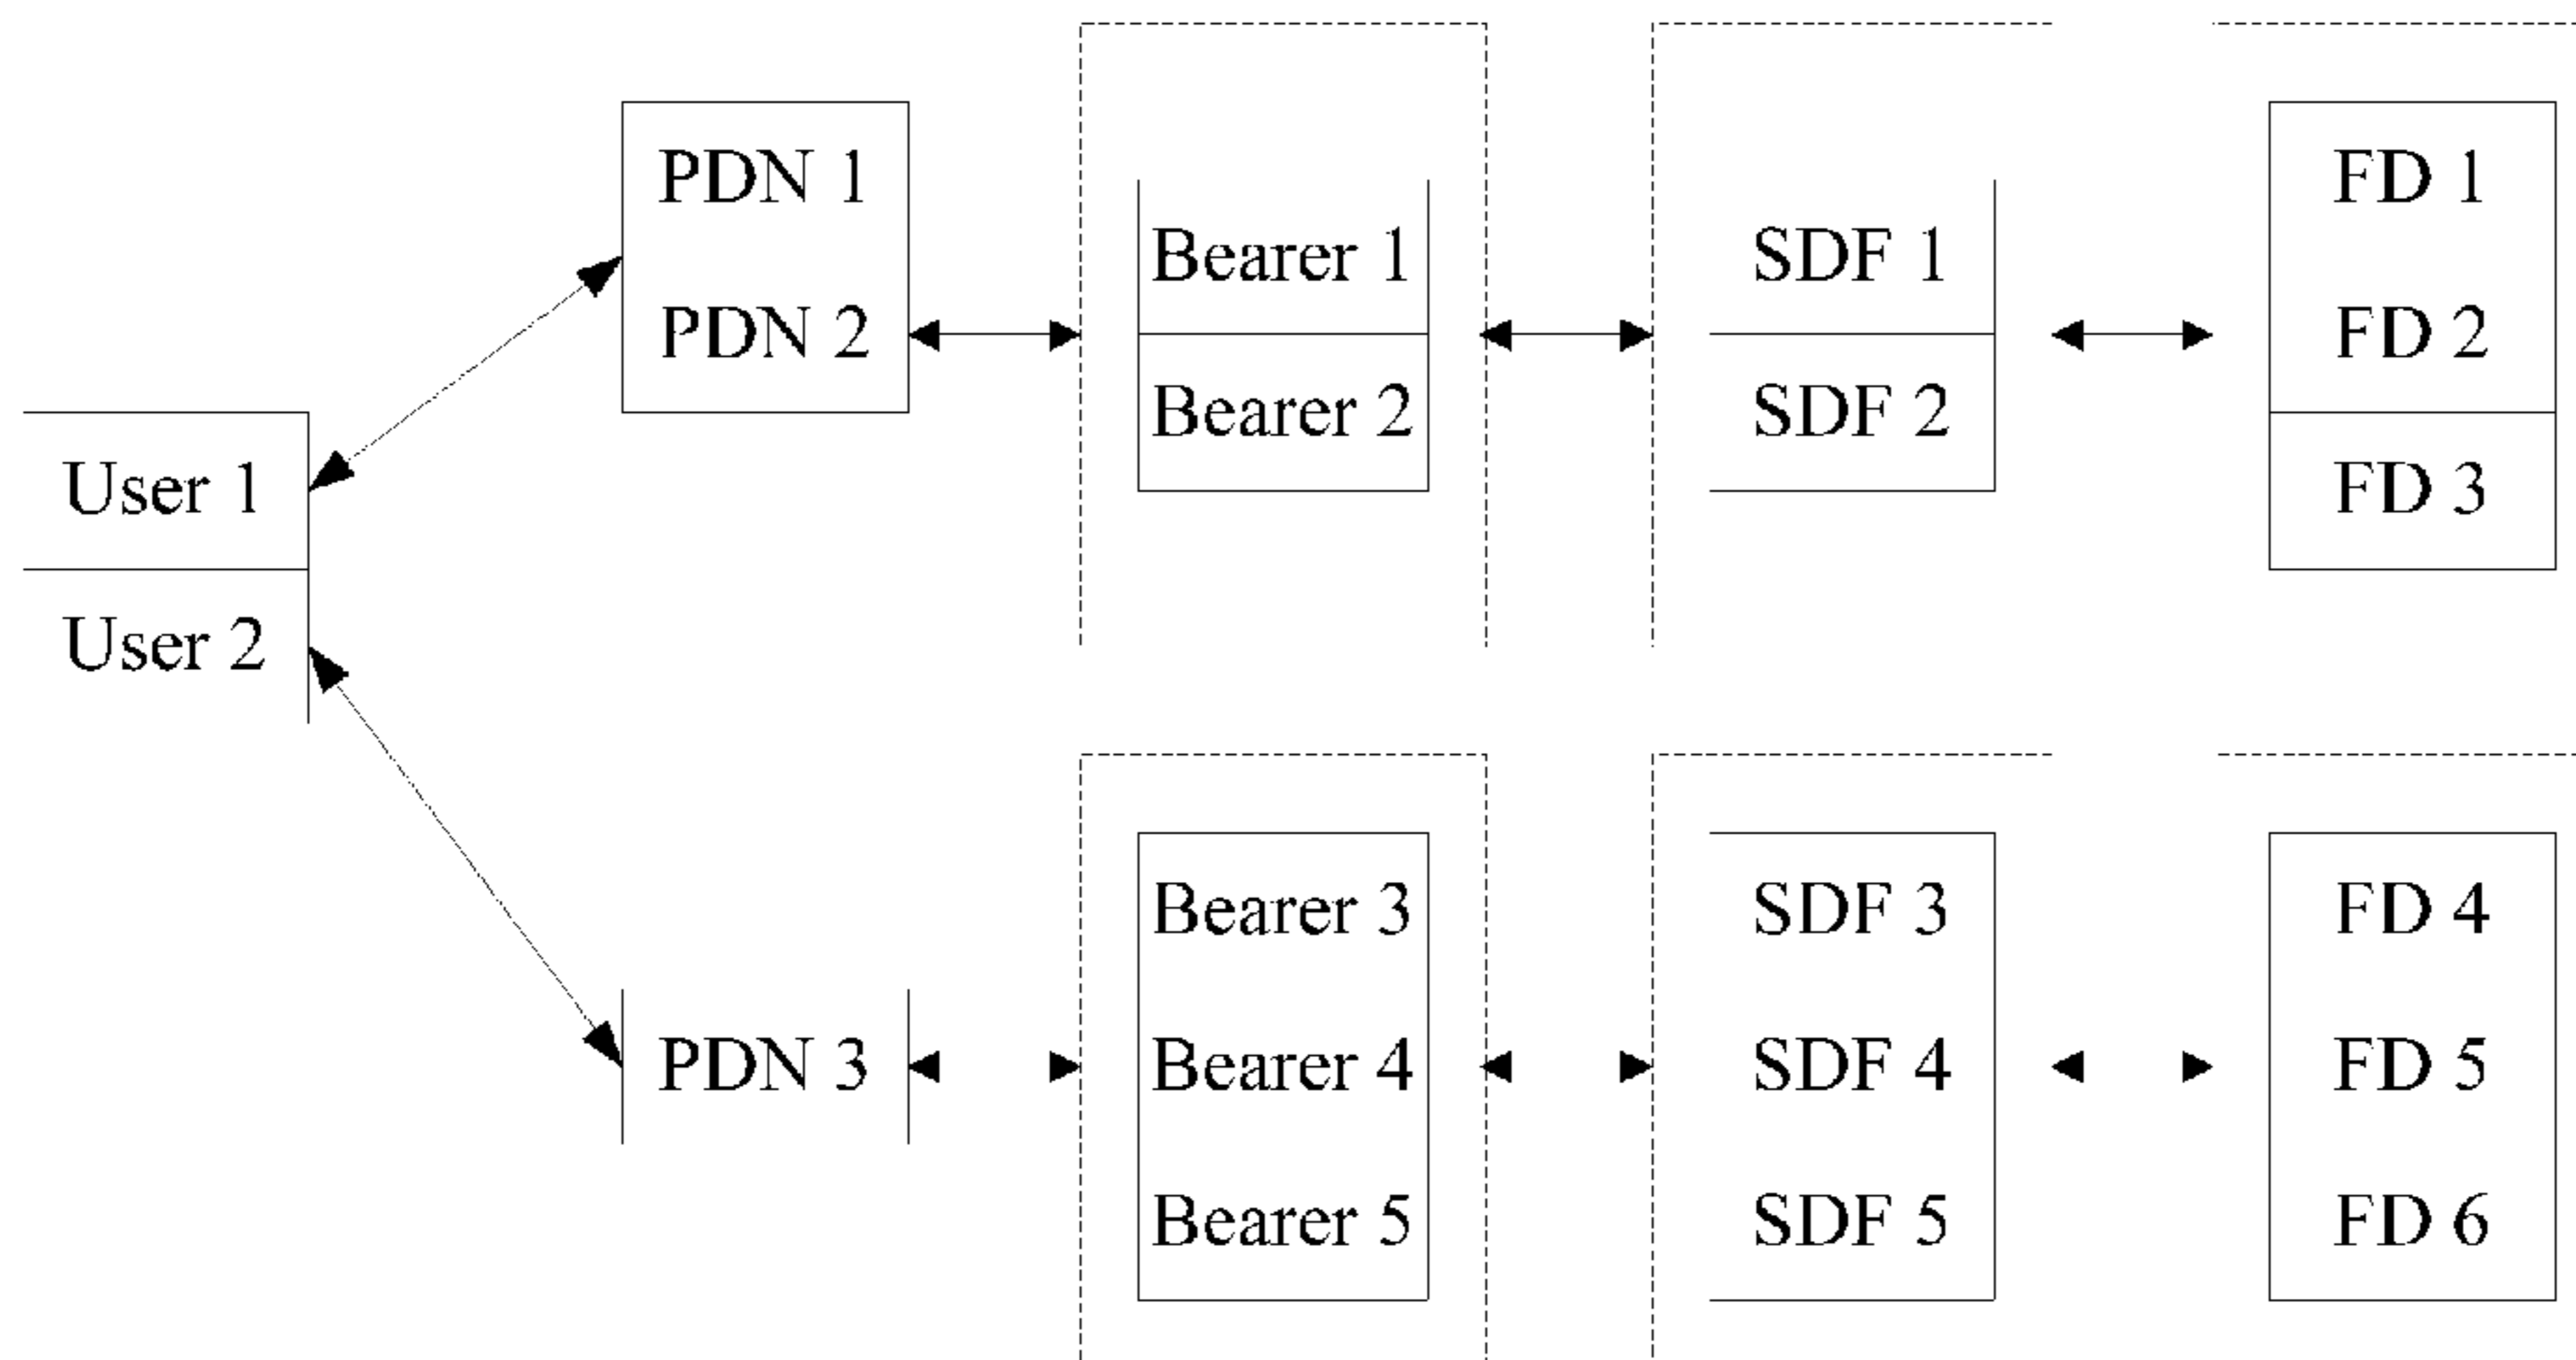 User 1
User 2
PDN 1
PDN 2
PDN 3
Bearer 1
Bearer 2
Bearer 3
Bearer 4
Bearer 5
SDF 1
SDF 2
SDF 3
SDF 4
SDF 5
FD 1
FD 2
FD 3
FD 4
FD 5
FD 6